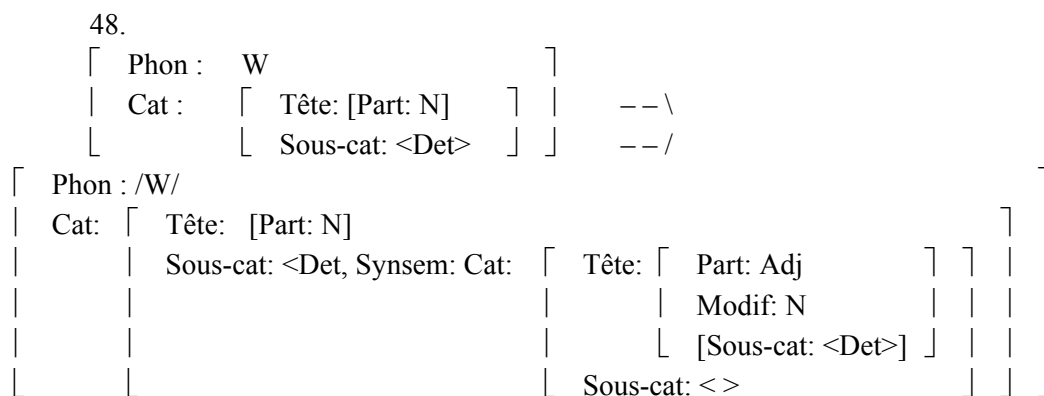 48.
⎡ Phon : W ⎤
| Cat : ⎡ Tête: [Part: N] ⎤ | – – \
⎣ ⎣ Sous-cat: <Det> ⎦ ⎦ – – /
⎡ Phon : /W/ ⎤
| Cat: ⎡ Tête: [Part: N] ⎤
| | Sous-cat: <Det, Synsem: Cat: ⎡ Tête: ⎡ Part: Adj ⎤ ⎤ |
| | | | Modif: N | | |
| | | ⎣ [Sous-cat: <Det>] ⎦ | |
⎣ ⎣ ⎣ Sous-cat: < > ⎦ ⎦